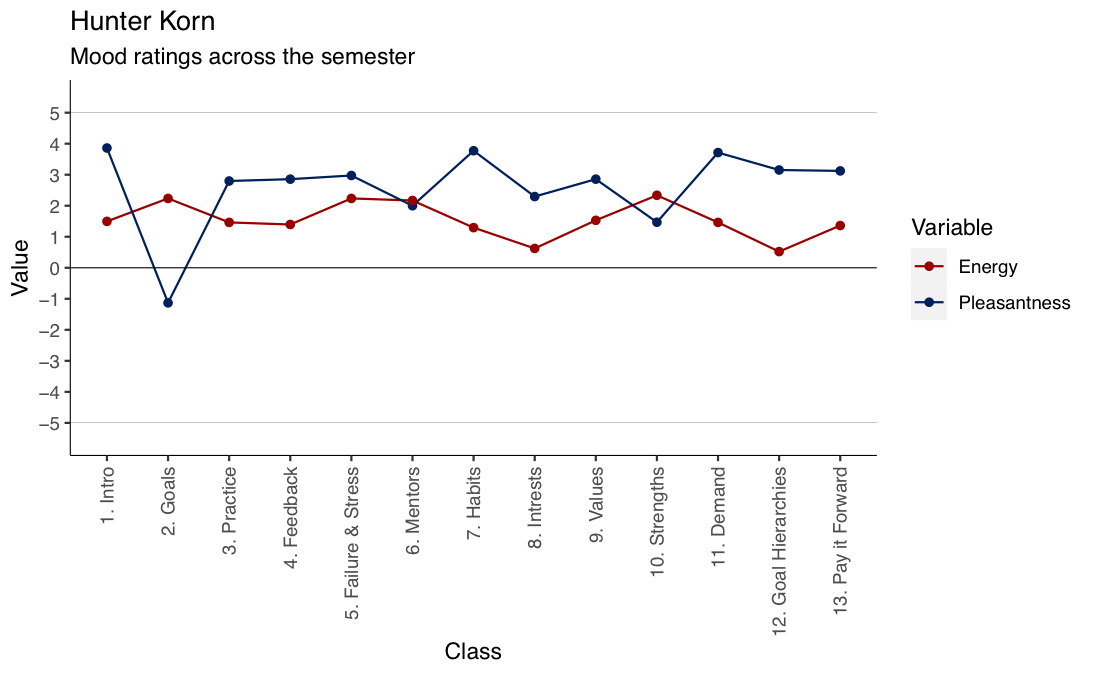 Hunter Korn
Mood ratings across the semester
Value
5
4
3
2
1
0
−1
−2
−3
−4
−5
1. Intro
2. Goals
3. Practice
4. Feedback
5. Failure & Stress
6. Mentors
7. Habits
8. Intrests
9. Values
10. Strengths
11. Demand
12. Goal Hierarchies
13. Pay it Forward
Class
Variable
Energy
Pleasantness